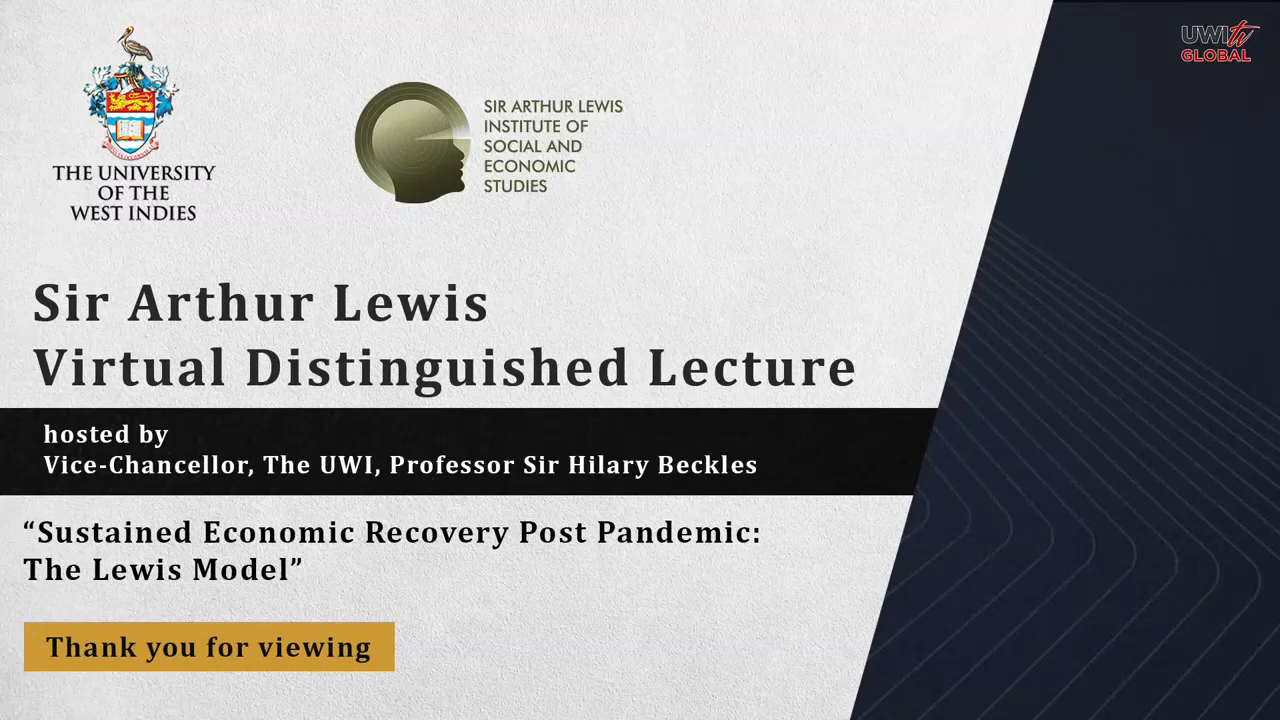 UWItv
GLOBAL
THE UNIVERSITY
OF THE
WEST INDIES
SIR ARTHUR LEWIS
INSTITUTE OF
SOCIAL AND
ECONOMIC
STUDIES
Sir Arthur Lewis
Virtual Distinguished Lecture
hosted by
Vice-Chancellor, The UWI, Professor Sir Hilary Beckles
“Sustained Economic Recovery Post Pandemic:
The Lewis Model”
Thank you for viewing